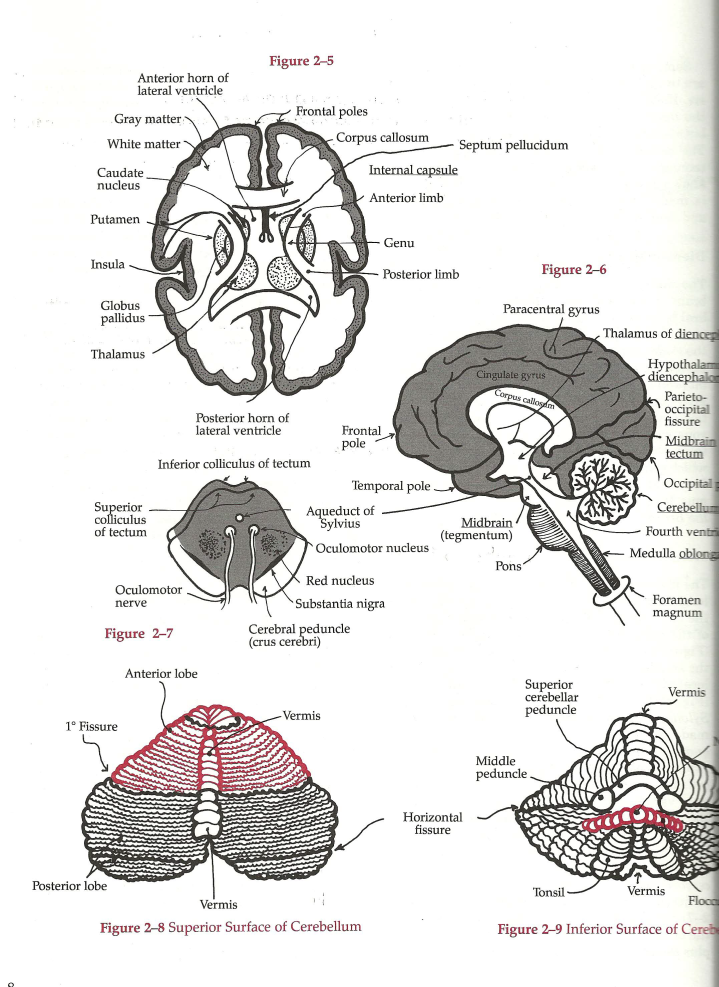 Figure 2–5
Anterior horn of
lateral ventricle
Frontal poles
Gray matter
White matter
Corpus callosum
Septum pellucidum
Internal capsule
Caudate
nucleus
Anterior limb
Putamen
Genu
Insula
Posterior limb
Globus
pallidus
Thalamus
Posterior horn of
lateral ventricle
Figure 2–6
Paracentral gyrus
Thalamus of
Cingulate gyrus
Corpus callosum
Parieto-
occipital
fissure
Midbrain
tectum
Frontal
pole
Temporal pole
Occipital
Midbrain
(tegmentum)
Fourth
Medulla
Pons
Foramen
magnum
Inferior colliculus of tectum
Superior
colliculus
of tectum
Aqueduct of
Sylvius
Oculomotor nucleus
Red nucleus
Oculomotor
nerve
Substantia nigra
Cerebral peduncle
(crus cerebri)
Figure 2–7
Anterior lobe
Vermis
1° Fissure
Horizontal
fissure
Posterior lobe
Vermis
Figure 2–8 Superior Surface of Cerebellum
Superior
cerebellar
peduncle
Vermis
Middle
peduncle
Tonsil
Vermis
Figure 2–9 Inferior Surface of